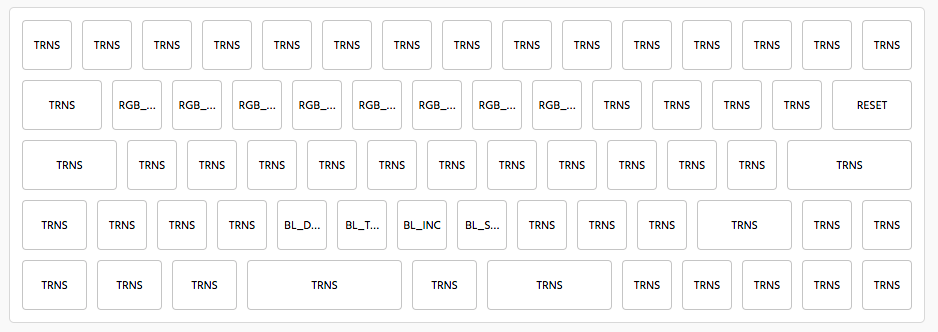 TRNS TRNS TRNS TRNS TRNS TRNS TRNS TRNS TRNS TRNS TRNS TRNS TRNS TRNS TRNS
TRNS RGB_... RGB_... RGB_... RGB_... RGB_... RGB_... RGB_... RGB_... TRNS TRNS TRNS TRNS RESET
TRNS TRNS TRNS TRNS TRNS TRNS TRNS TRNS TRNS TRNS TRNS TRNS TRNS
TRNS TRNS TRNS TRNS BL_D... BL_T... BL_INC BL_S... TRNS TRNS TRNS TRNS TRNS TRNS
TRNS TRNS TRNS TRNS TRNS TRNS TRNS TRNS TRNS TRNS TRNS